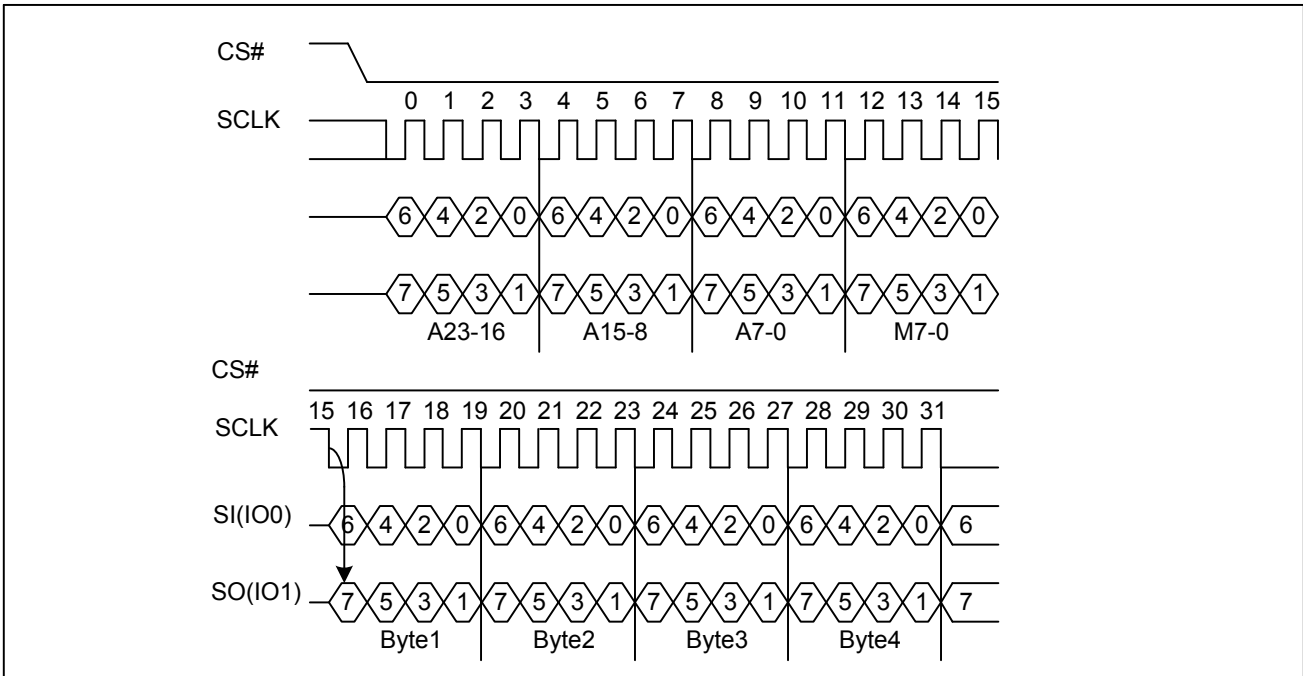 CS#
0 1 2 3 4 5 6 7 8 9 10 11 12 13 14 15
SCLK
6 4 2 0 6 4 2 0 6 4 2 0 6 4 2 0
7 5 3 1 7 5 3 1 7 5 3 1 7 5 3 1
A23-16 A15-8 A7-0 M7-0
CS#
15 16 17 18 19 20 21 22 23 24 25 26 27 28 29 30 31
SCLK
SI(IO0) 6 4 2 0 6 4 2 0 6 4 2 0 6 4 2 0 6
SO(IO1) 7 5 3 1 7 5 3 1 7 5 3 1 7 5 3 1 7
Byte1 Byte2 Byte3 Byte4